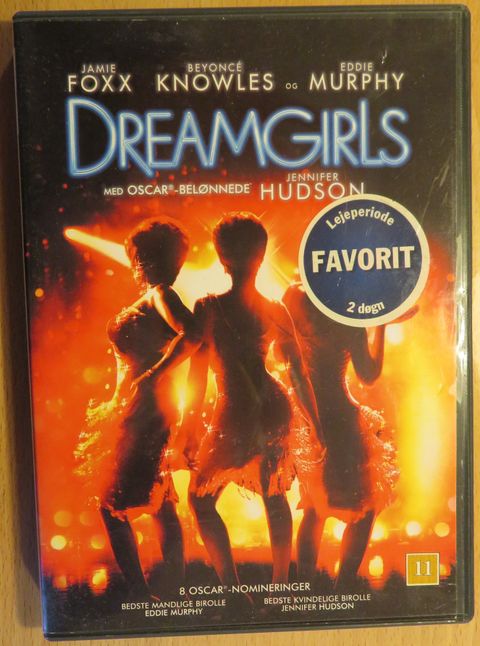 JAMIE BEYONCÉ EDDIE
FOXX KNOWLES OG MURPHY
DREAMGIRLS
MED OSCAR®-BELØNNEDE JENNIFER HUDSON
Lejeperiode
FAVORIT
2 døgn
11
8 OSCAR®-NOMINERINGER
BEDSTE MANDLIGE BIROLLE
EDDIE MURPHY
BEDSTE KVINDELIGE BIROLLE
JENNIFER HUDSON